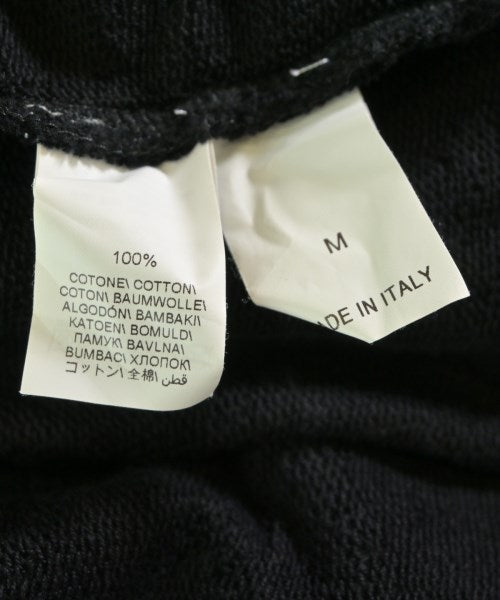 100%
COTONE\ COTTON\
COTON\ BAUMWOLLE\
ALGODÓN\ BAMBAKI\
KATOEN\ BOMULD\
ПАМУК\ BAVLNA\
BUMBAC\ ХЛОПОК\
コットン\ 全棉\ قطن
M
ADE IN ITALY